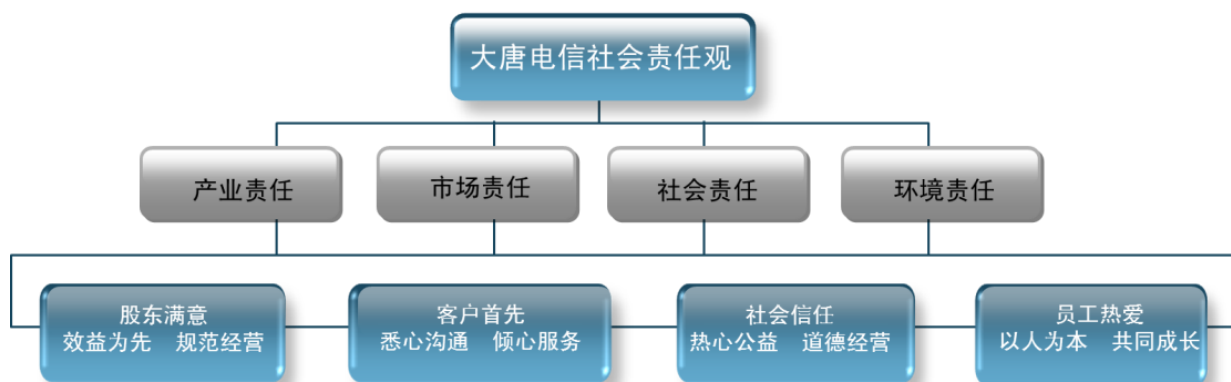 大唐电信社会责任观
产业责任
市场责任
社会责任
环境责任
股东满意
效益为先 规范经营
客户首先
悉心沟通 倾心服务
社会信任
热心公益 道德经营
员工热爱
以人为本 共同成长